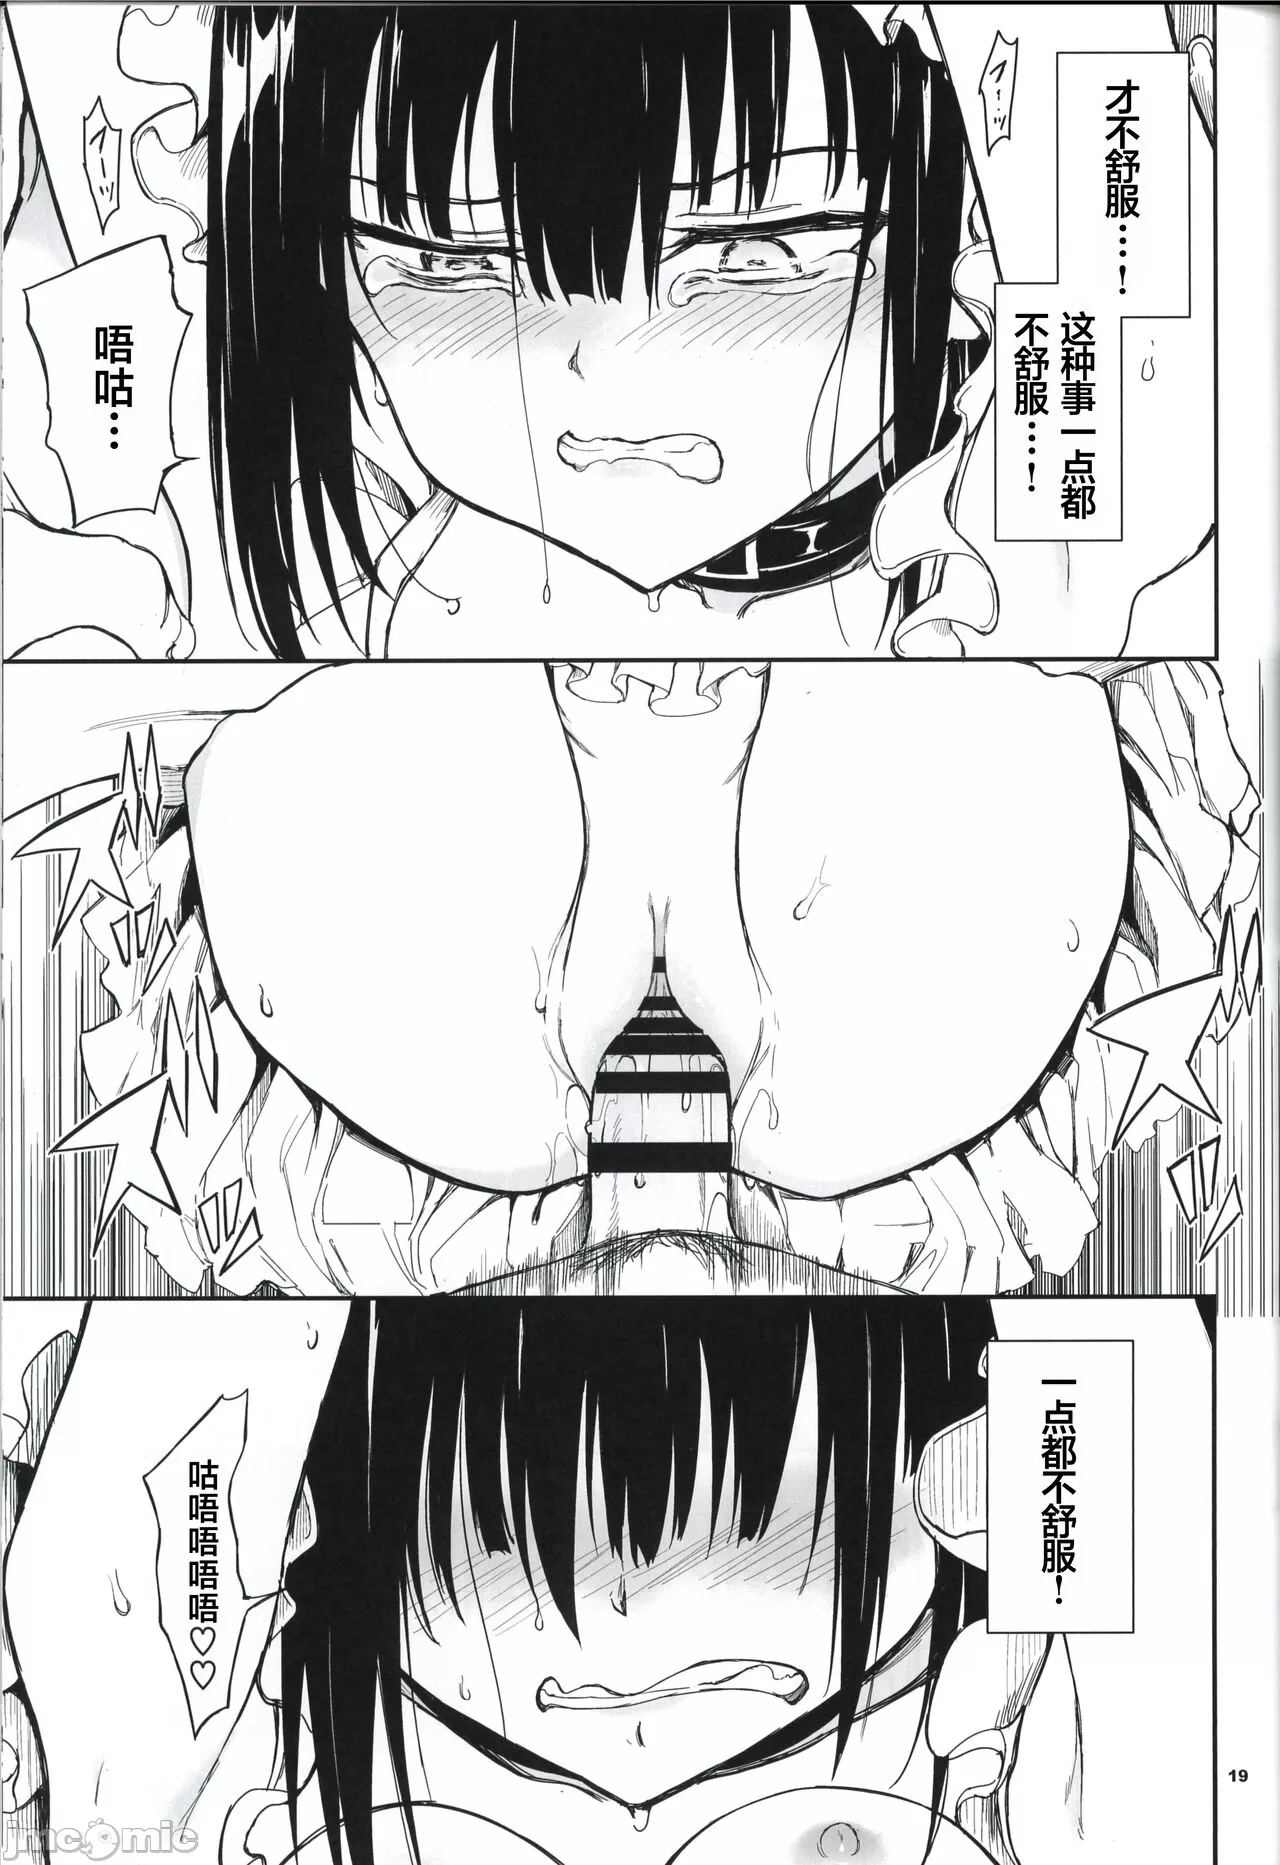 才不舒服……！
这种事一点都
不舒服……！
唔咕…
一点都不舒服！
咕唔唔唔唔♡♡
19
jmcomic